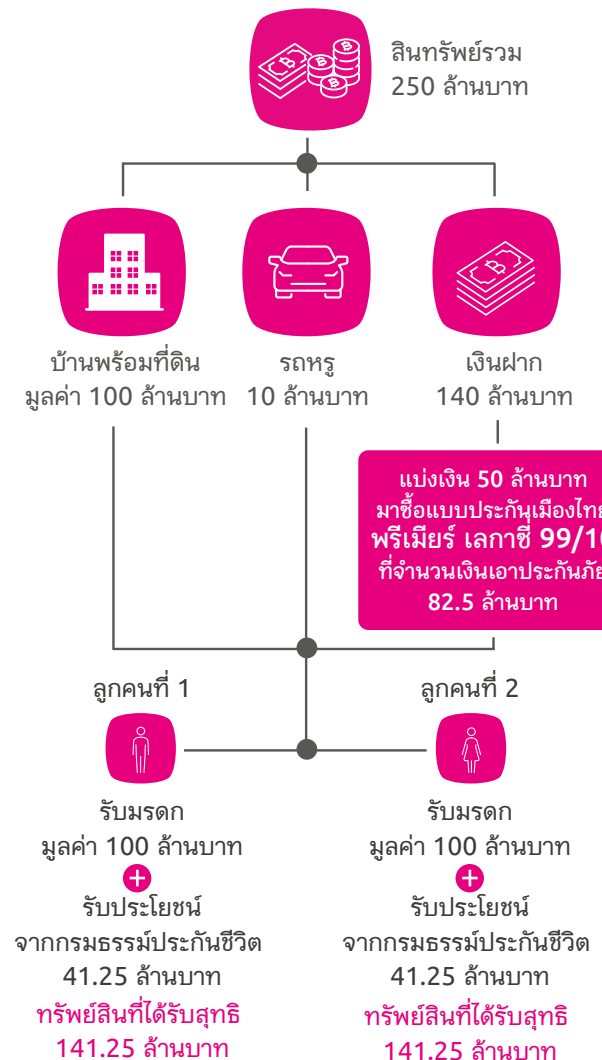 สินทรัพย์รวม
250 ล้านบาท
บ้านพร้อมที่ดิน
มูลค่า 100 ล้านบาท
รถหรู
10 ล้านบาท
เงินฝาก
140 ล้านบาท
แบ่งเงิน 50 ล้านบาท
มาซื้อแบบประกันเมืองไทย
พรีเมียร์ เลกาซี่ 99/10
ที่จำนวนเงินเอาประกันภัย
82.5 ล้านบาท
ลูกคนที่ 1
รับมรดก
มูลค่า 100 ล้านบาท
รับประโยชน์
จากกรมธรรม์ประกันชีวิต
41.25 ล้านบาท
ทรัพย์สินที่ได้รับสุทธิ
141.25 ล้านบาท
ลูกคนที่ 2
รับมรดก
มูลค่า 100 ล้านบาท
รับประโยชน์
จากกรมธรรม์ประกันชีวิต
41.25 ล้านบาท
ทรัพย์สินที่ได้รับสุทธิ
141.25 ล้านบาท